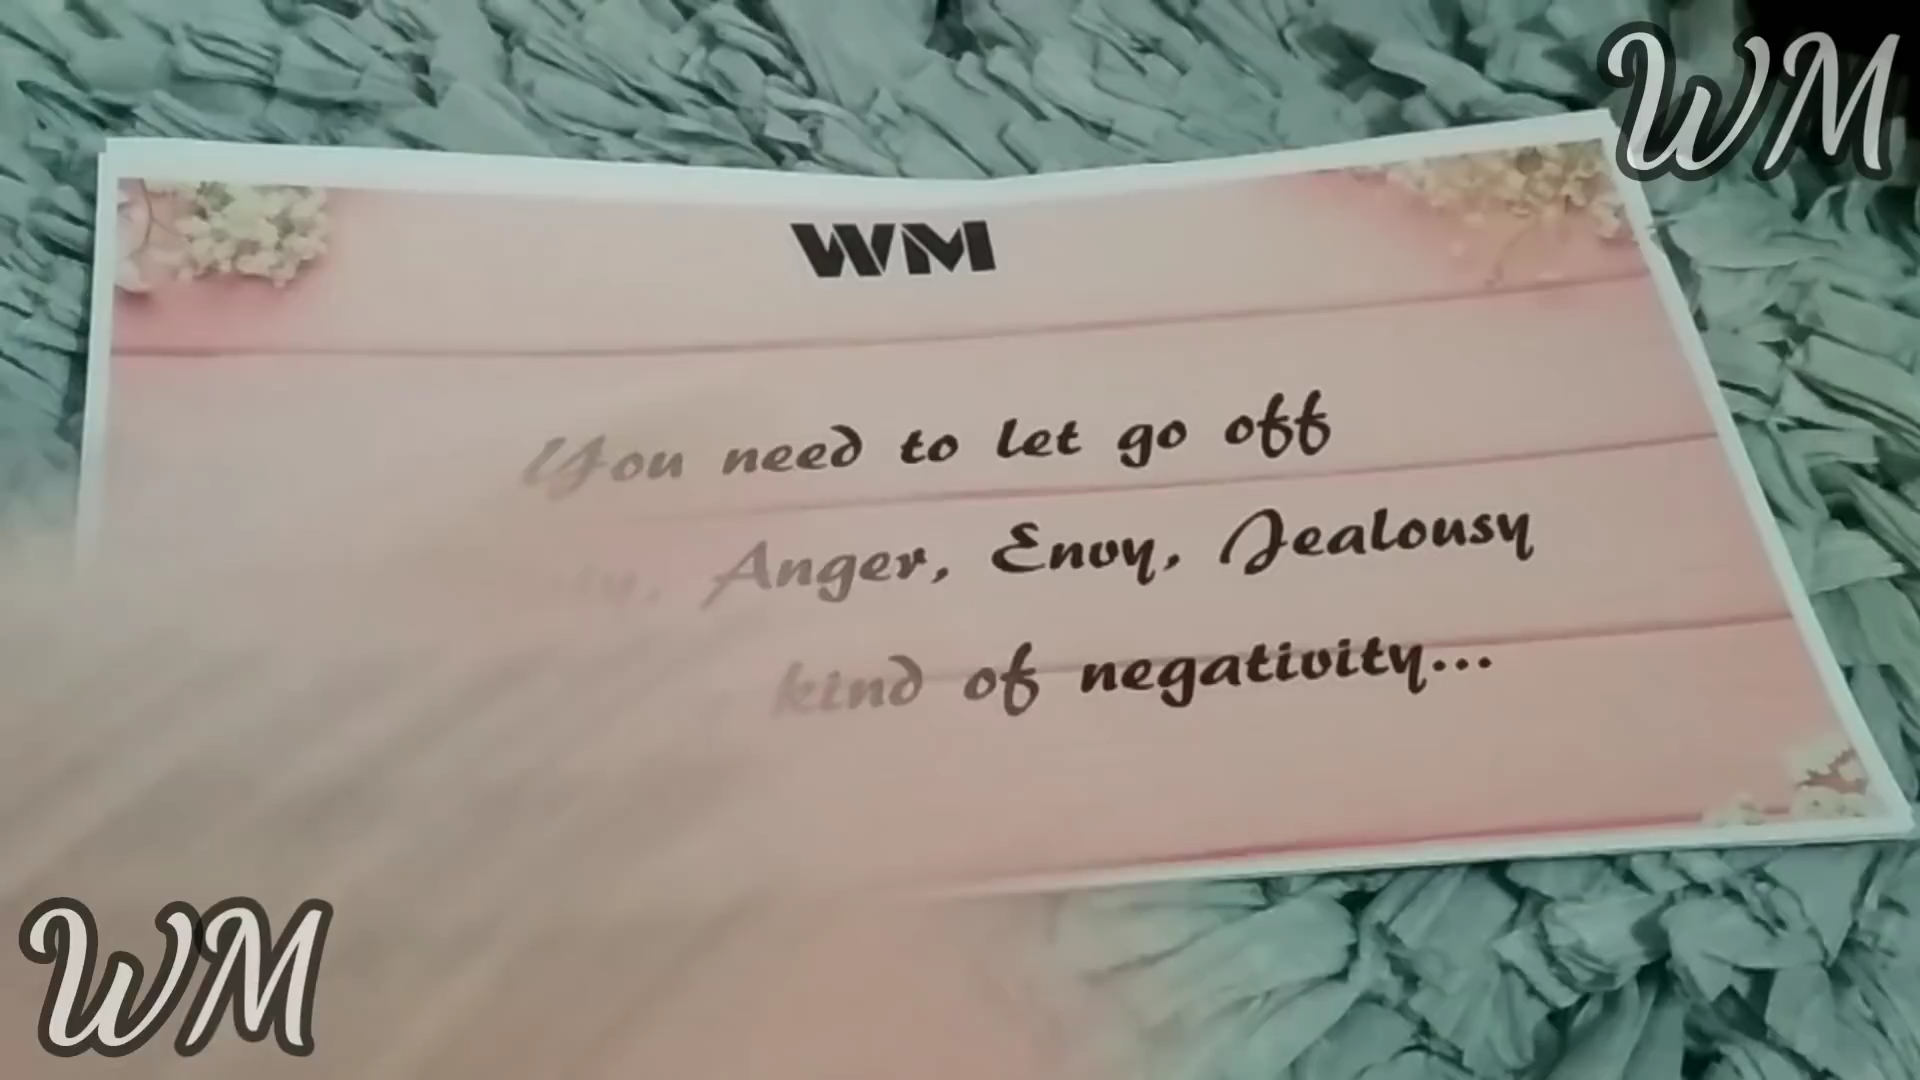 WM
WM
You need to let go off
Anger, Envy, Jealousy
kind of negativity...
WM